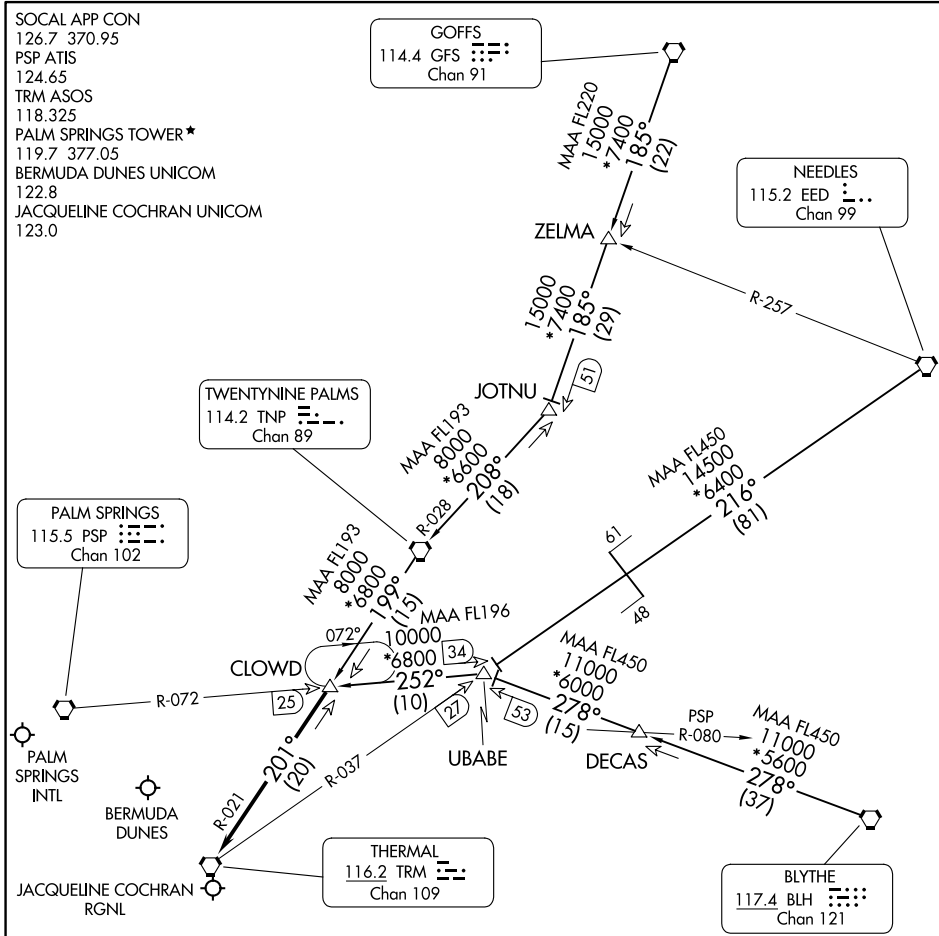 SOCAL APP CON
126.7 370.95
PSP ATIS
124.65
TRM ASOS
118.325
PALM SPRINGS TOWER★
119.7 377.05
BERMUDA DUNES UNICOM
122.8
JACQUELINE COCHRAN UNICOM
123.0
GOFFS
114.4 GFS
Chan 91
MAA FL220
15000
*7400
185°
(22)
NEEDLES
115.2 EED
Chan 99
ZELMA
R-257
15000
*7400
185°
(29)
51
JOTNU
TWENTYNINE PALMS
114.2 TNP
Chan 89
MAA FL193
8000
*6600
208°
(18)
R-028
MAA FL450
14500
*6400
216°
(81)
61
48
PALM SPRINGS
115.5 PSP
Chan 102
MAA FL193
8000
*6800
199°
(15)
MAA FL196
10000
*6800
252°
(10)
34
072°
CLOWD
R-072
25
27
53
MAA FL450
11000
*6000
278°
(15)
PSP
R-080
MAA FL450
11000
*5600
278°
(37)
UBABE
DECAS
PALM
SPRINGS
INTL
201°
(20)
R-021
R-037
BERMUDA
DUNES
JACQUELINE COCHRAN
RGNL
THERMAL
116.2 TRM
Chan 109
BLYTHE
117.4 BLH
Chan 121